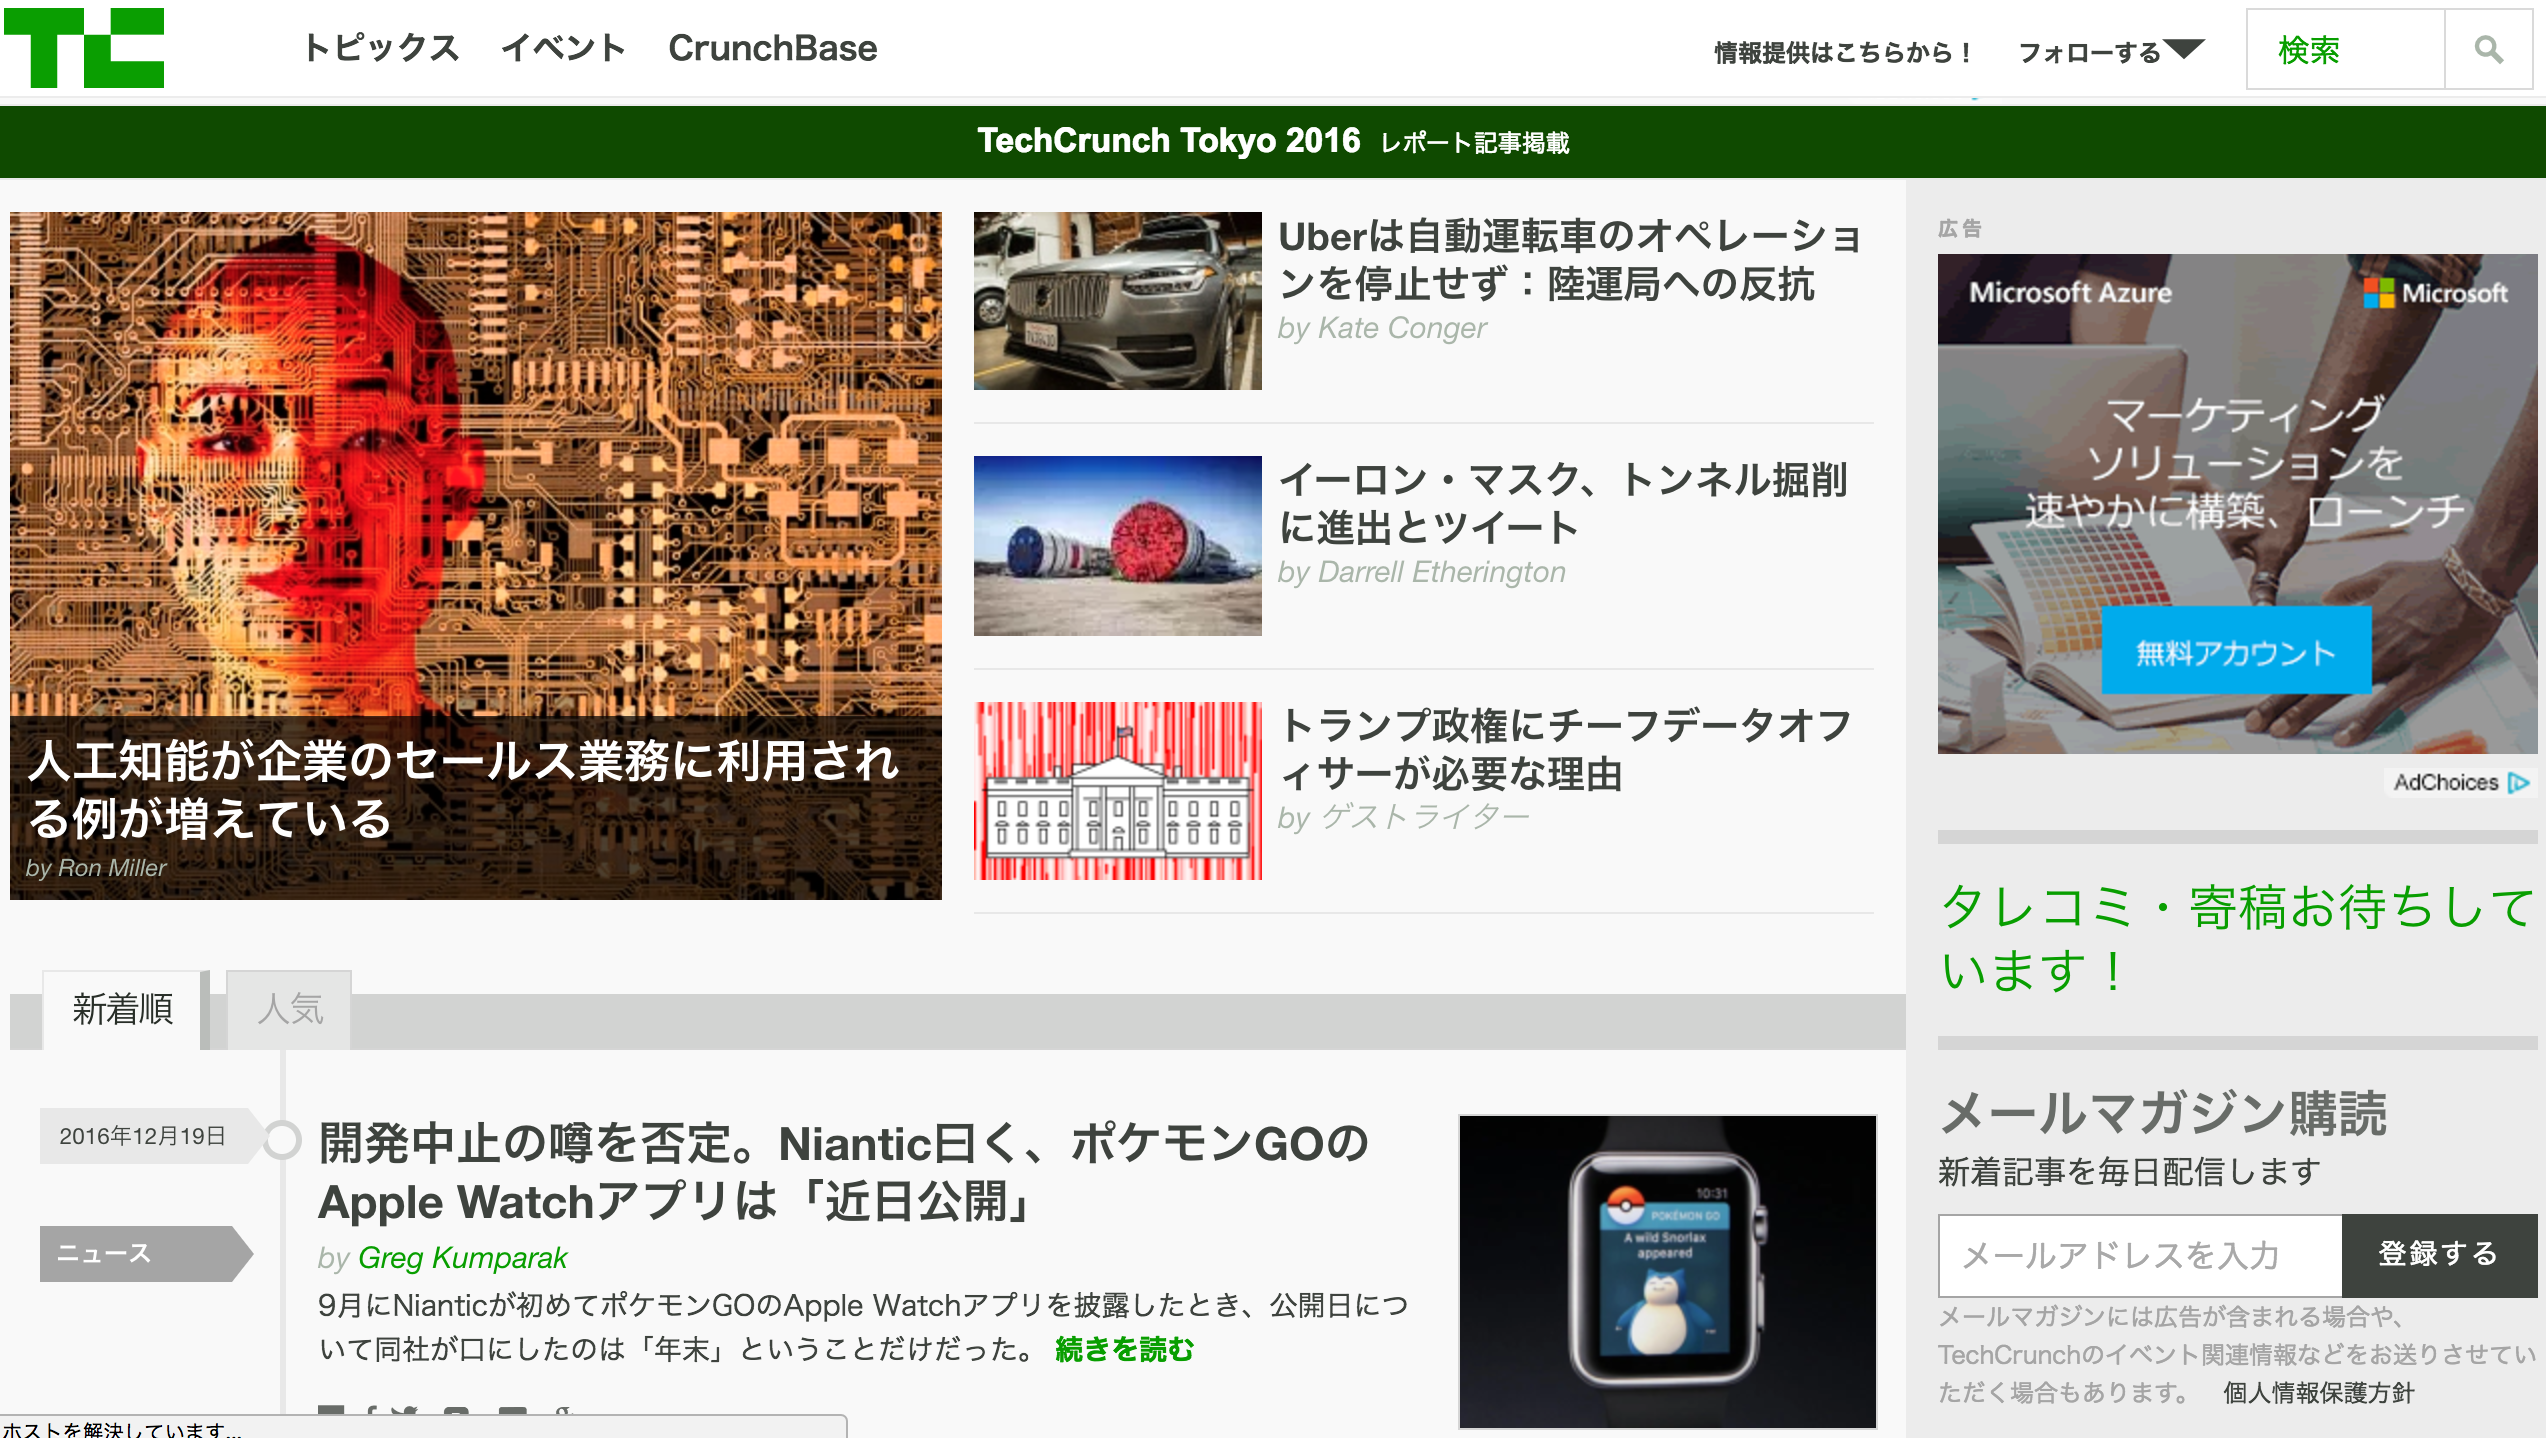 TC
トピックス イベント CrunchBase
情報提供はこちらから！ フォローする 検索
TechCrunch Tokyo 2016 レポート記事掲載
人工知能が企業のセールス業務に利用され
る例が増えている
by Ron Miller
Uberは自動運転車のオペレーショ
ンを停止せず：陸運局への反抗
by Kate Conger
イーロン・マスク、トンネル掘削
に進出とツイート
by Darrell Etherington
トランプ政権にチーフデータオフ
ィサーが必要な理由
by ゲストライター
広告
Microsoft Azure Microsoft
マーケティング
ソリューションを
速やかに構築、ローンチ
無料アカウント
AdChoices
タレコミ・寄稿お待ちして
います！
新着順 人気
2016年12月19日
ニュース
開発中止の噂を否定。Niantic曰く、ポケモンGOの
Apple Watchアプリは「近日公開」
by Greg Kumparak
9月にNianticが初めてポケモンGOのApple Watchアプリを披露したとき、公開日につ
いて同社が口にしたのは「年末」ということだけだった。 続きを読む
10:31
POKÉMON GO
A wild Snorlax
appeared
メールマガジン購読
新着記事を毎日配信します
メールアドレスを入力 登録する
メールマガジンには広告が含まれる場合や、
TechCrunchのイベント関連情報などをお送りさせてい
ただく場合もあります。 個人情報保護方針
ホストを解決しています...